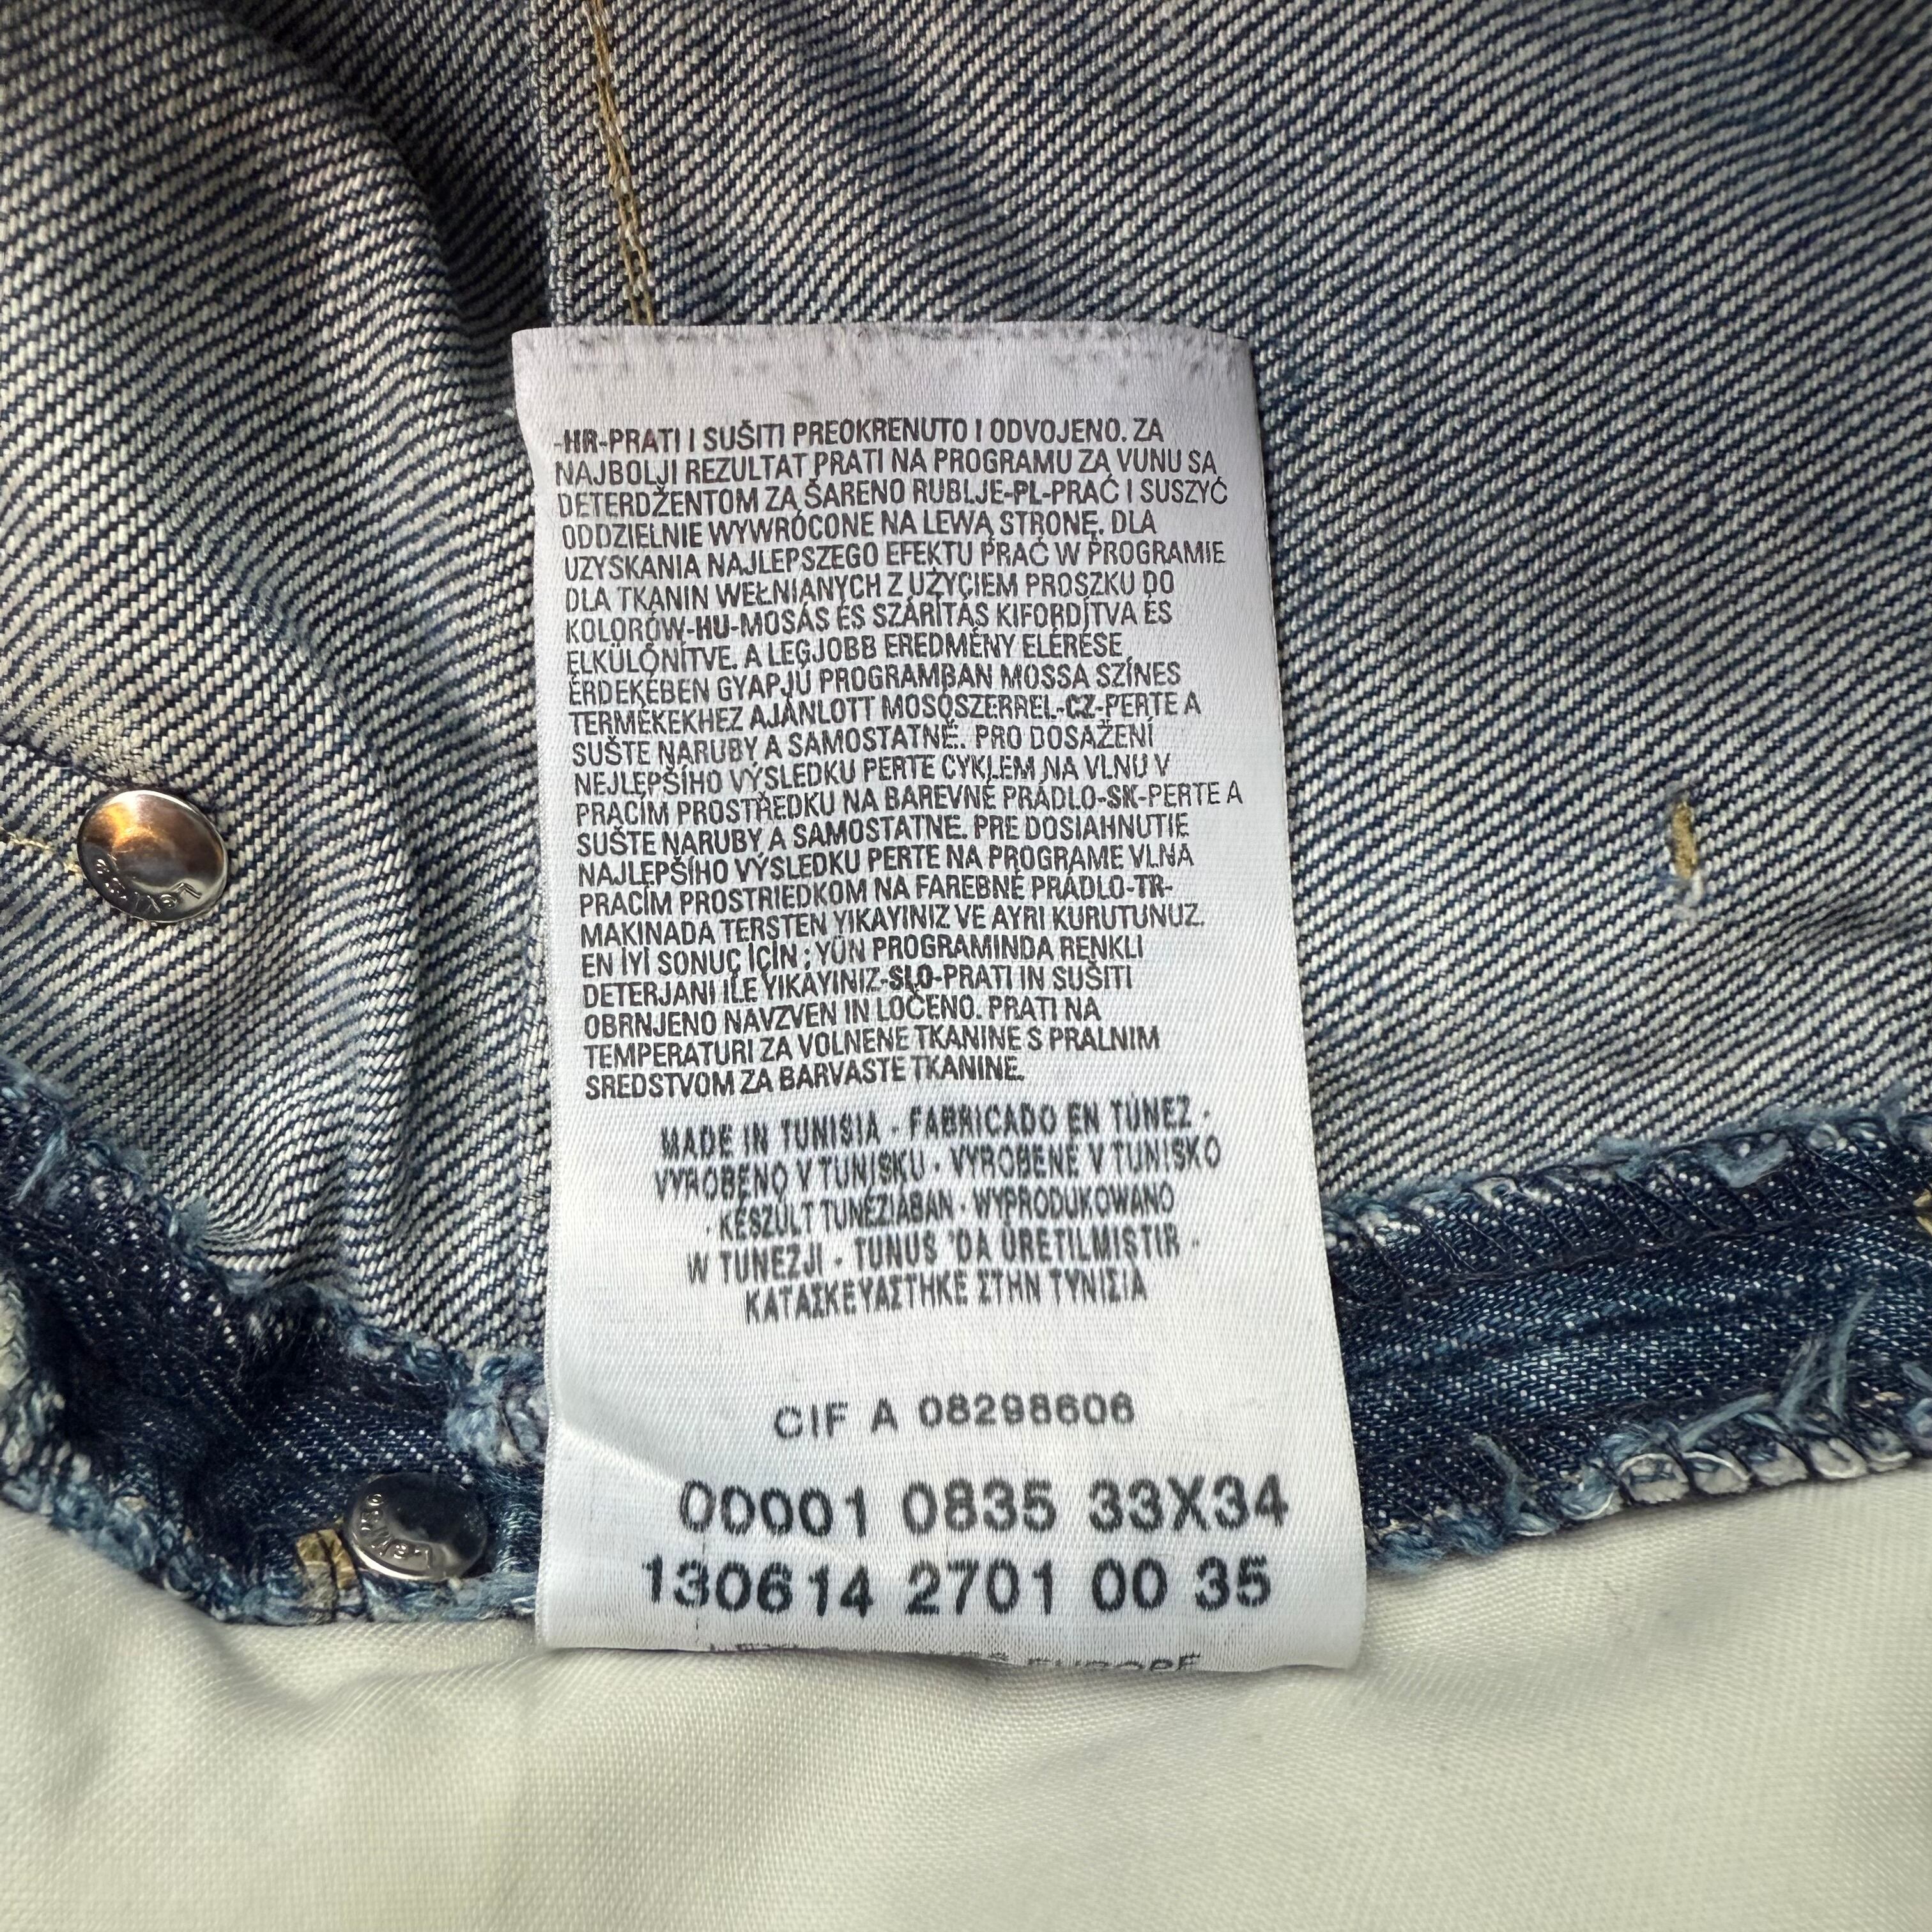 -HR-PRATI I SUŠITI PREOKRENUTO I ODVOJENO. ZA
NAJBOLJI REZULTAT PRATI NA PROGRAMU ZA VUNU SA
DETERDŽENTOM ZA ŠARENO RUBLJE-PL-PRAĆ I SUSZYĆ
ODDZIELNIE WYWRÓCONE NA LEWĄ STRONĘ. DLA
UZYSKANIA NAJLEPSZEGO EFEKTU PRAĆ W PROGRAMIE
DLA TKANIN WEŁNIANYCH Z UŻYCIEM PROSZKU DO
KOLORÓW-HU-MOSÁS ÉS SZÁRÍTÁS KIFORDÍTVA ÉS
ELKÜLÖNÍTVE. A LEGJOBB EREDMÉNY ELÉRÉSE
ÉRDEKÉBEN GYAPJÚ PROGRAMBAN MOSSA SZÍNES
TERMÉKEKHEZ AJÁNLOTT MOSÓSZERREL-CZ-PERTE A
SUŠTE NARUBY A SAMOSTATNĚ. PRO DOSAŽENÍ
NEJLEPŠÍHO VÝSLEDKU PERTE CYKLEM NA VLNU V
PRACÍM PROSTŘEDKU NA BAREVNÉ PRÁDLO-SK-PERTE A
SUŠTE NARUBY A SAMOSTATNE. PRE DOSIAHNUTIE
NAJLEPŠÍHO VÝSLEDKU PERTE NA PROGRAME VLNA
PRACÍM PROSTRIEDKOM NA FAREBNÉ PRÁDLO-TR-
MAKINADA TERSTEN YIKAYINIZ VE AYRI KURUTUNUZ.
EN İYİ SONUÇ İÇİN ; YÜN PROGRAMINDA RENKLI
DETERJANI ILE YIKAYINIZ-SLO-PRATI IN SUŠITI
OBRNJENO NAVZVEN IN LOČENO. PRATI NA
TEMPERATURI ZA VOLNENE TKANINE S PRALNIM
SREDSTVOM ZA BARVASTE TKANINE.
MADE IN TUNISIA · FABRICADO EN TÚNEZ ·
VYROBENO V TUNISKU · VYROBENÉ V TUNISKO
· KÉSZÜLT TUNÉZIÁBAN · WYPRODUKOWANO
W TUNEZJI · TUNUS 'DA ÜRETILMISTIR ·
ΚΑΤΑΣΚΕΥΑΣΤΗΚΕ ΣΤΗΝ ΤΥΝΙΣΙΑ
CIF A 08298606
00001 0835 33X34
130614 2701 00 35
EUROPE
Levi's®
Levi's®